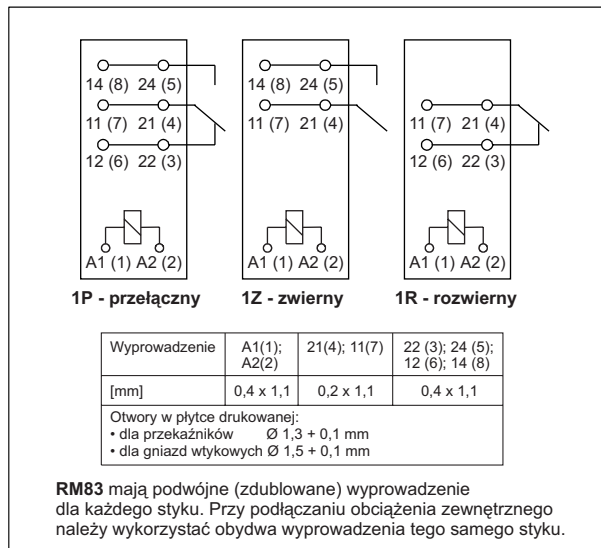 14 (8) 24 (5)
11 (7) 21 (4)
12 (6) 22 (3)
A1 (1) A2 (2)
1P - przełączny
14 (8) 24 (5)
11 (7) 21 (4)
A1 (1) A2 (2)
1Z - zwierny
11 (7) 21 (4)
12 (6) 22 (3)
A1 (1) A2 (2)
1R - rozwierny
Wyprowadzenie
A1(1);
A2(2)
21(4); 11(7)
22 (3); 24 (5);
12 (6); 14 (8)
[mm] 0,4 x 1,1 0,2 x 1,1 0,4 x 1,1
Otwory w płytce drukowanej:
• dla przekaźników Ø 1,3 + 0,1 mm
• dla gniazd wtykowych Ø 1,5 + 0,1 mm
RM83 mają podwójne (zdublowane) wyprowadzenie
dla każdego styku. Przy podłączaniu obciążenia zewnętrznego
należy wykorzystać obydwa wyprowadzenia tego samego styku.